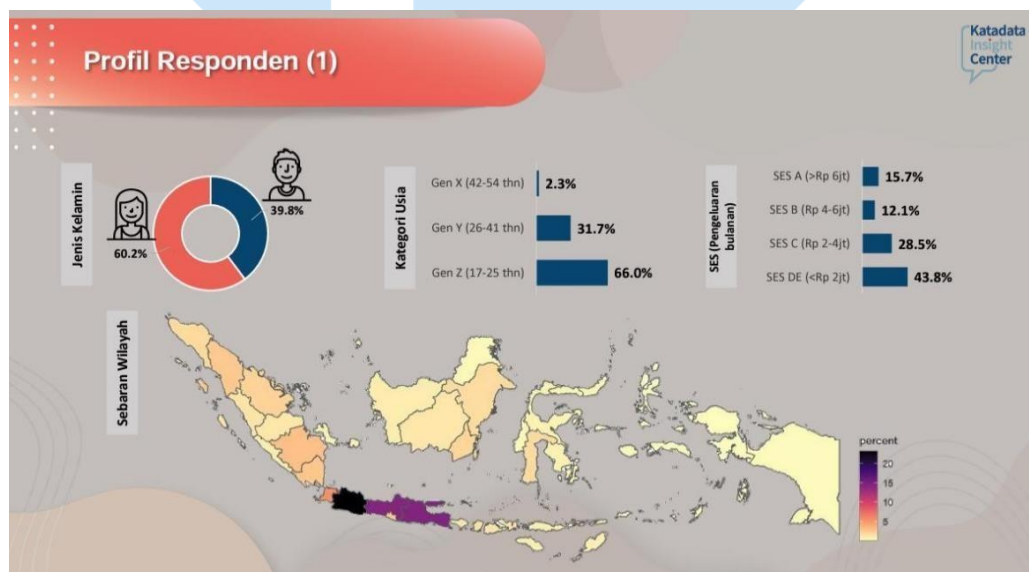 Profil Responden (1)
Katadata
Insight
Center
Jenis Kelamin
60.2%
39.8%
Kategori Usia
Gen X (42-54 thn) 2.3%
Gen Y (26-41 thn) 31.7%
Gen Z (17-25 thn) 66.0%
SES (Pengeluaran
bulanan)
SES A (>Rp 6jt) 15.7%
SES B (Rp 4-6jt) 12.1%
SES C (Rp 2-4jt) 28.5%
SES DE (<Rp 2jt) 43.8%
Sebaran Wilayah
percent
20
15
10
5